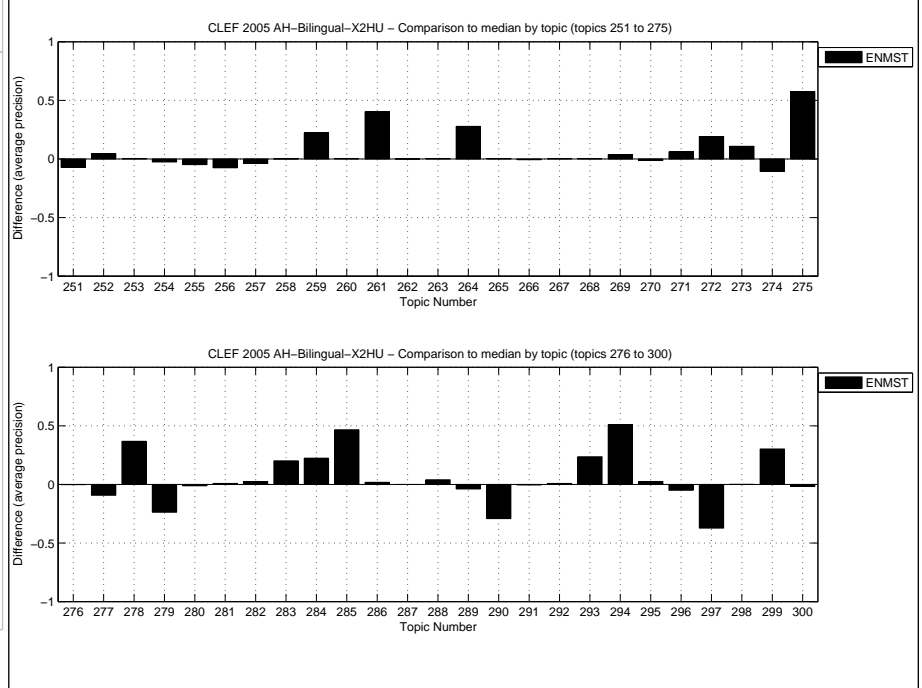 CLEF 2005 AH−Bilingual−X2HU − Comparison to median by topic (topics 251 to 275)
1
0.5
0
−0.5
−1
Difference (average precision)
251 252 253 254 255 256 257 258 259 260 261 262 263 264 265 266 267 268 269 270 271 272 273 274 275
Topic Number
ENMST
CLEF 2005 AH−Bilingual−X2HU − Comparison to median by topic (topics 276 to 300)
1
0.5
0
−0.5
−1
Difference (average precision)
276 277 278 279 280 281 282 283 284 285 286 287 288 289 290 291 292 293 294 295 296 297 298 299 300
Topic Number
ENMST